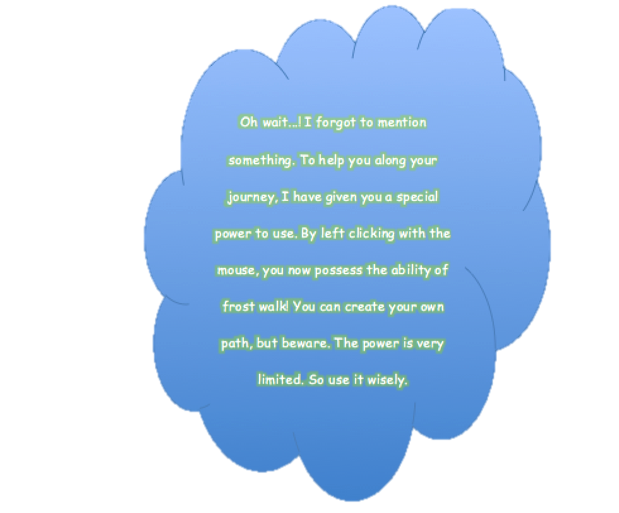 Oh wait...! I forgot to mention
something. To help you along your
journey, I have given you a special
power to use. By left clicking with the
mouse, you now possess the ability of
frost walk! You can create your own
path, but beware. The power is very
limited. So use it wisely.